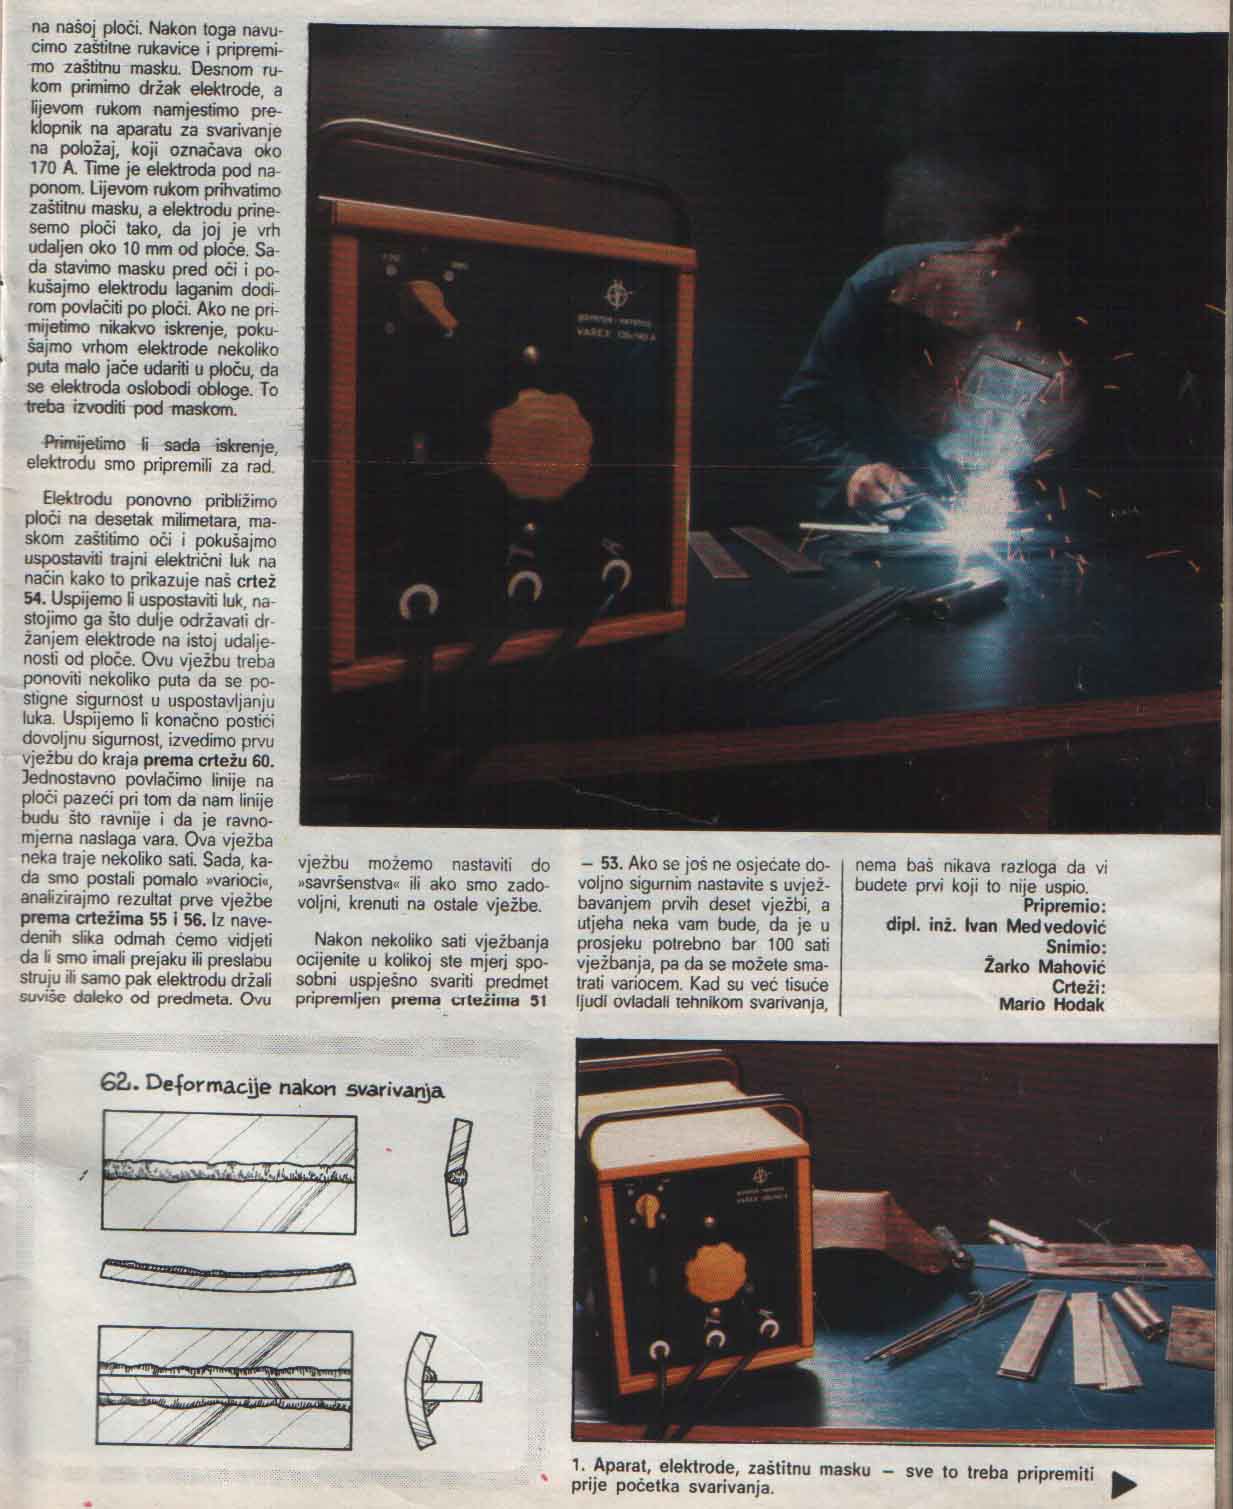 na našoj ploči. Nakon toga navu-
cimo zaštitne rukavice i pripremi-
mo zaštitnu masku. Desnom ru-
kom primimo držak elektrode, a
lijevom rukom namjestimo pre-
klopnik na aparatu za svarivanje
na položaj, koji označava oko
170 A. Time je elektroda pod na-
ponom. Lijevom rukom prihvatimo
zaštitnu masku, a elektrodu prine-
semo ploči tako, da joj je vrh
udaljen oko 10 mm od ploče. Sa-
da stavimo masku pred oči i po-
kušajmo elektrodu laganim dodi-
rom povlačiti po ploči. Ako ne pri-
mijetimo nikakvo iskrenje, poku-
šajmo vrhom elektrode nekoliko
puta malo jače udariti u ploču, da
se elektroda oslobodi obloge. To
treba izvoditi pod maskom.
Primijetimo li sada iskrenje,
elektrodu smo pripremili za rad.
Elektrodu ponovno približimo
ploči na desetak milimetara, ma-
skom zaštitimo oči i pokušajmo
uspostaviti trajni električni luk na
način kako to prikazuje naš crtež
54. Uspijemo li uspostaviti luk, na-
stojimo ga što dulje održavati dr-
žanjem elektrode na istoj udalje-
nosti od ploče. Ovu vježbu treba
ponoviti nekoliko puta da se po-
stigne sigurnost u uspostavljanju
luka. Uspijemo li konačno postići
dovoljnu sigurnost, izvedimo prvu
vježbu do kraja prema crtežu 60.
Jednostavno povlačimo linije na
ploči pazeći pri tom da nam linije
budu što ravnije i da je ravno-
mjerna naslaga vara. Ova vježba
neka traje nekoliko sati. Sada, ka-
da smo postali pomalo »varioci«,
analizirajmo rezultat prve vježbe
prema crtežima 55 i 56. Iz nave-
denih slika odmah ćemo vidjeti
da li smo imali prejaku ili preslabu
struju ili samo pak elektrodu držali
suviše daleko od predmeta. Ovu
vježbu možemo nastaviti do
»savršenstva« ili ako smo zado-
voljni, krenuti na ostale vježbe.
Nakon nekoliko sati vježbanja
ocijenite u kolikoj ste mjerj spo-
sobni uspješno svariti predmet
pripremljen prema crtežima 51
– 53. Ako se još ne osjećate do-
voljno sigurnim nastavite s uvjež-
bavanjem prvih deset vježbi, a
utjeha neka vam bude, da je u
prosjeku potrebno bar 100 sati
vježbanja, pa da se možete sma-
trati variocem. Kad su već tisuće
ljudi ovladali tehnikom svarivanja,
nema baš nikava razloga da vi
budete prvi koji to nije uspio.
Pripremio:
dipl. inž. Ivan Medvedović
Snimio:
Žarko Mahović
Crteži:
Mario Hodak
62. Deformacije nakon svarivanja
1. Aparat, elektrode, zaštitnu masku – sve to treba pripremiti
prije početka svarivanja.